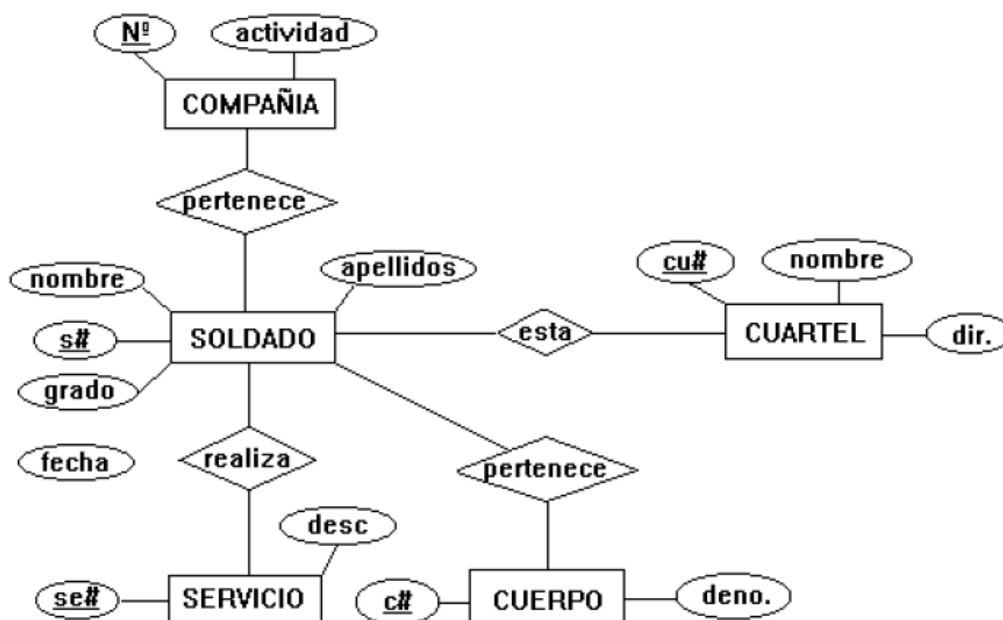 Nº
actividad
COMPAÑIA
pertenece
nombre
apellidos
s#
SOLDADO
grado
esta
cu#
nombre
CUARTEL
dir.
fecha
realiza
pertenece
desc
se#
SERVICIO
c#
CUERPO
deno.